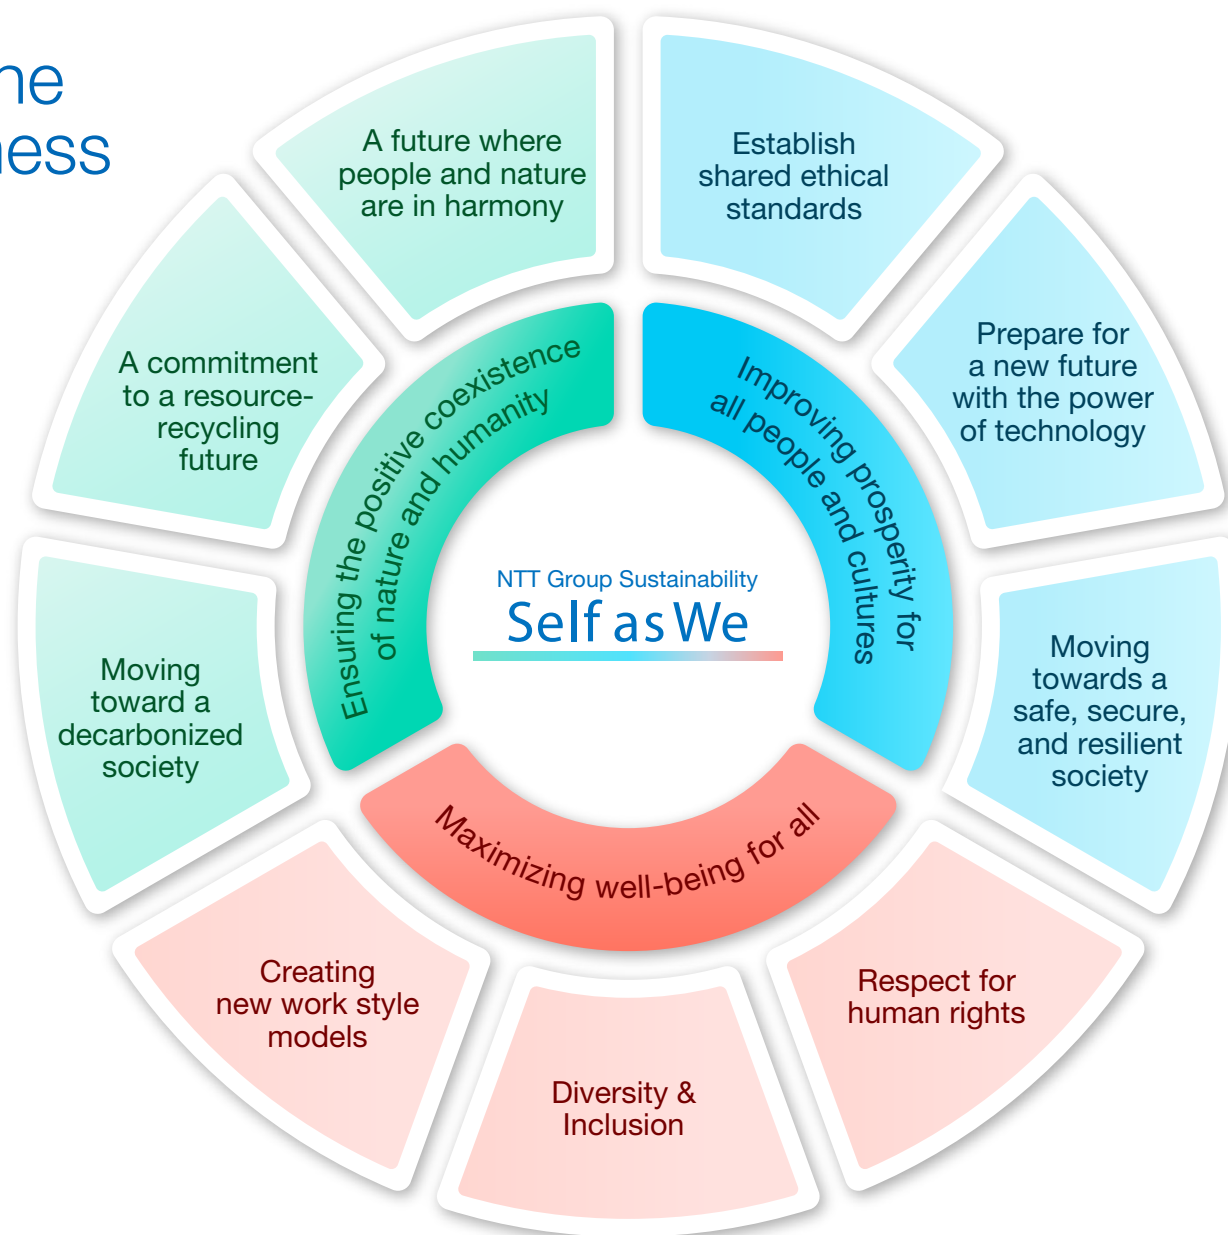 A future where
people and nature
are in harmony
Establish
shared ethical
standards
A commitment
to a resource-
recycling
future
Prepare for
a new future
with the power
of technology
Ensuring the positive coexistence
of nature and humanity
Improving prosperity for
all people and cultures
NTT Group Sustainability
Self as We
Moving
toward a
decarbonized
society
Moving
towards a
safe, secure,
and resilient
society
Maximizing well-being for all
Creating
new work style
models
Diversity &
Inclusion
Respect for
human rights